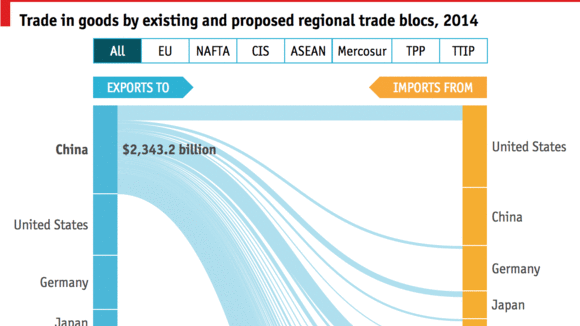 Trade in goods by existing and proposed regional trade blocs, 2014
All EU NAFTA CIS ASEAN Mercosur TPP TTIP
EXPORTS TO IMPORTS FROM
China $2,343.2 billion United States
United States China
Germany Germany
Japan Japan